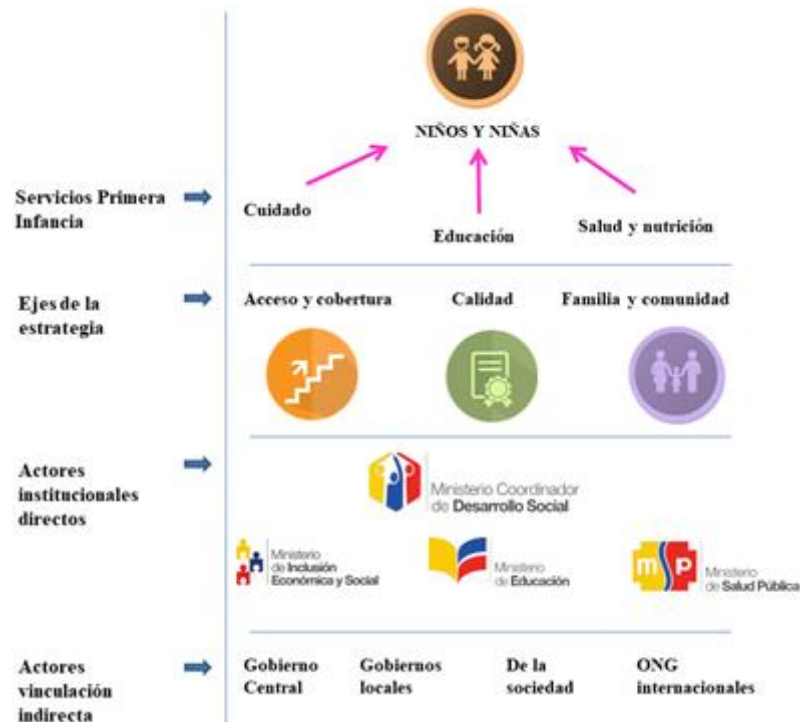 NIÑOS Y NIÑAS
Servicios Primera
Infancia
Cuidado
Educación
Salud y nutrición
Ejes de la
estrategia
Acceso y cobertura
Calidad
Familia y comunidad
Actores
institucionales
directos
Ministerio Coordinador
de Desarrollo Social
Ministerio
de Inclusión
Económica y Social
Ministerio
de Educación
msp
Ministerio
de Salud Pública
Actores
vinculación
indirecta
Gobierno
Central
Gobiernos
locales
De la
sociedad
ONG
internacionales